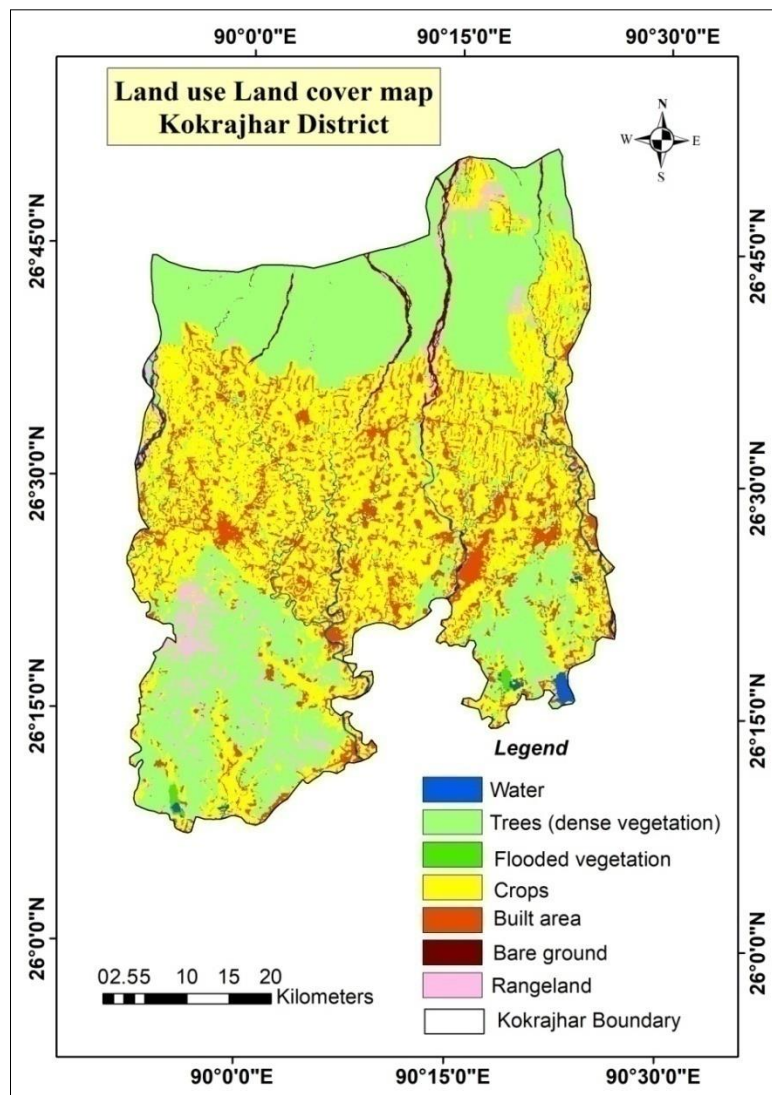 90°0'0"E 90°15'0"E 90°30'0"E
Land use Land cover map
Kokrajhar District
N
W E
S
26°45'0"N 26°45'0"N
26°30'0"N 26°30'0"N
26°15'0"N 26°15'0"N
Legend
Water
Trees (dense vegetation)
Flooded vegetation
Crops
Built area
Bare ground
Rangeland
Kokrajhar Boundary
26°0'0"N 26°0'0"N
02.55 10 15 20
Kilometers
90°0'0"E 90°15'0"E 90°30'0"E